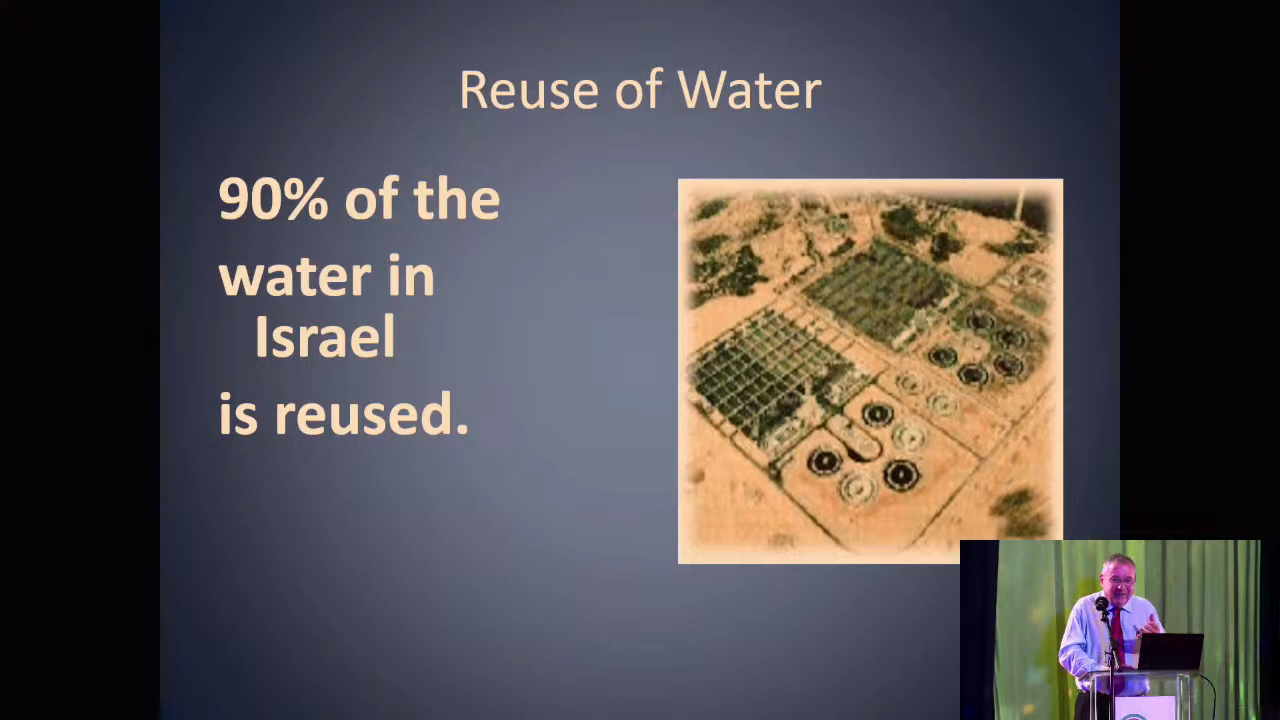 Reuse of Water
90% of the
water in
Israel
is reused.